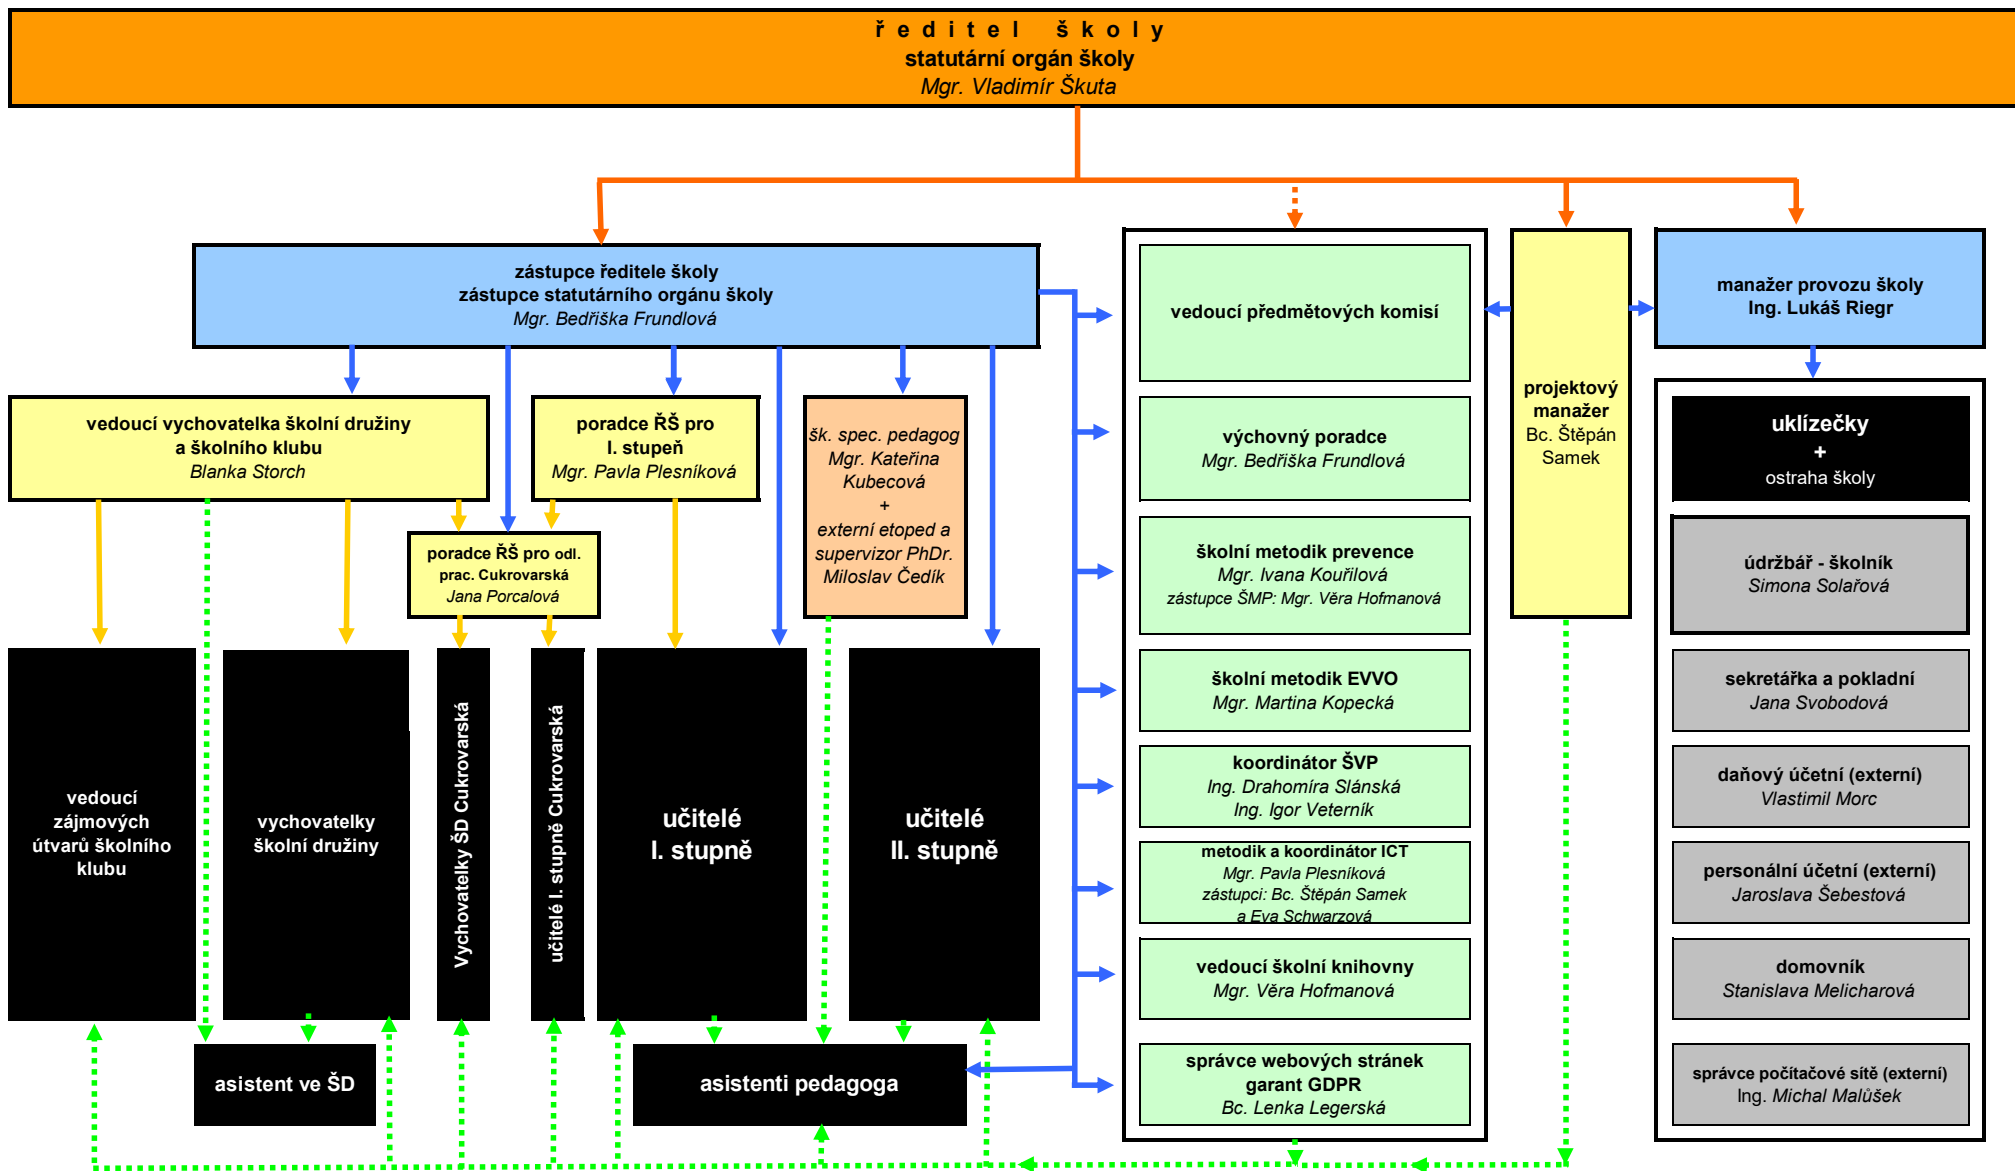 ředitel školy
statutární orgán školy
Mgr. Vladimír Škuta
zástupce ředitele školy
zástupce statutárního orgánu školy
Mgr. Bedřiška Frundlová
vedoucí předmětových komisí
projektový
manažer
Bc. Štěpán
Samek
manažer provozu školy
Ing. Lukáš Riegr
vedoucí vychovatelka školní družiny
a školního klubu
Blanka Storch
poradce ŘŠ pro
I. stupeň
Mgr. Pavla Plesníková
šk. spec. pedagog
Mgr. Kateřina
Kubecová
+
externí etoped a
supervizor PhDr.
Miloslav Čedík
poradce ŘŠ pro odl.
prac. Cukrovarská
Jana Porcalová
výchovný poradce
Mgr. Bedřiška Frundlová
školní metodik prevence
Mgr. Ivana Kouřilová
zástupce ŠMP: Mgr. Věra Hofmanová
školní metodik EVVO
Mgr. Martina Kopecká
koordinátor ŠVP
Ing. Drahomíra Slánská
Ing. Igor Veterník
metodik a koordinátor ICT
Mgr. Pavla Plesníková
zástupci: Bc. Štěpán Samek
a Eva Schwarzová
vedoucí školní knihovny
Mgr. Věra Hofmanová
správce webových stránek
garant GDPR
Bc. Lenka Legerská
uklízečky
+
ostraha školy
údržbář - školník
Simona Solařová
sekretářka a pokladní
Jana Svobodová
daňový účetní (externí)
Vlastimil Morc
personální účetní (externí)
Jaroslava Šebestová
domovník
Stanislava Melicharová
správce počítačové sítě (externí)
Ing. Michal Malůšek
vedoucí
zájmových
útvarů školního
klubu
vychovatelky
školní družiny
Vychovatelky ŠD Cukrovarská
učitelé I. stupně Cukrovarská
učitelé
I. stupně
učitelé
II. stupně
asistent ve ŠD
asistenti pedagoga